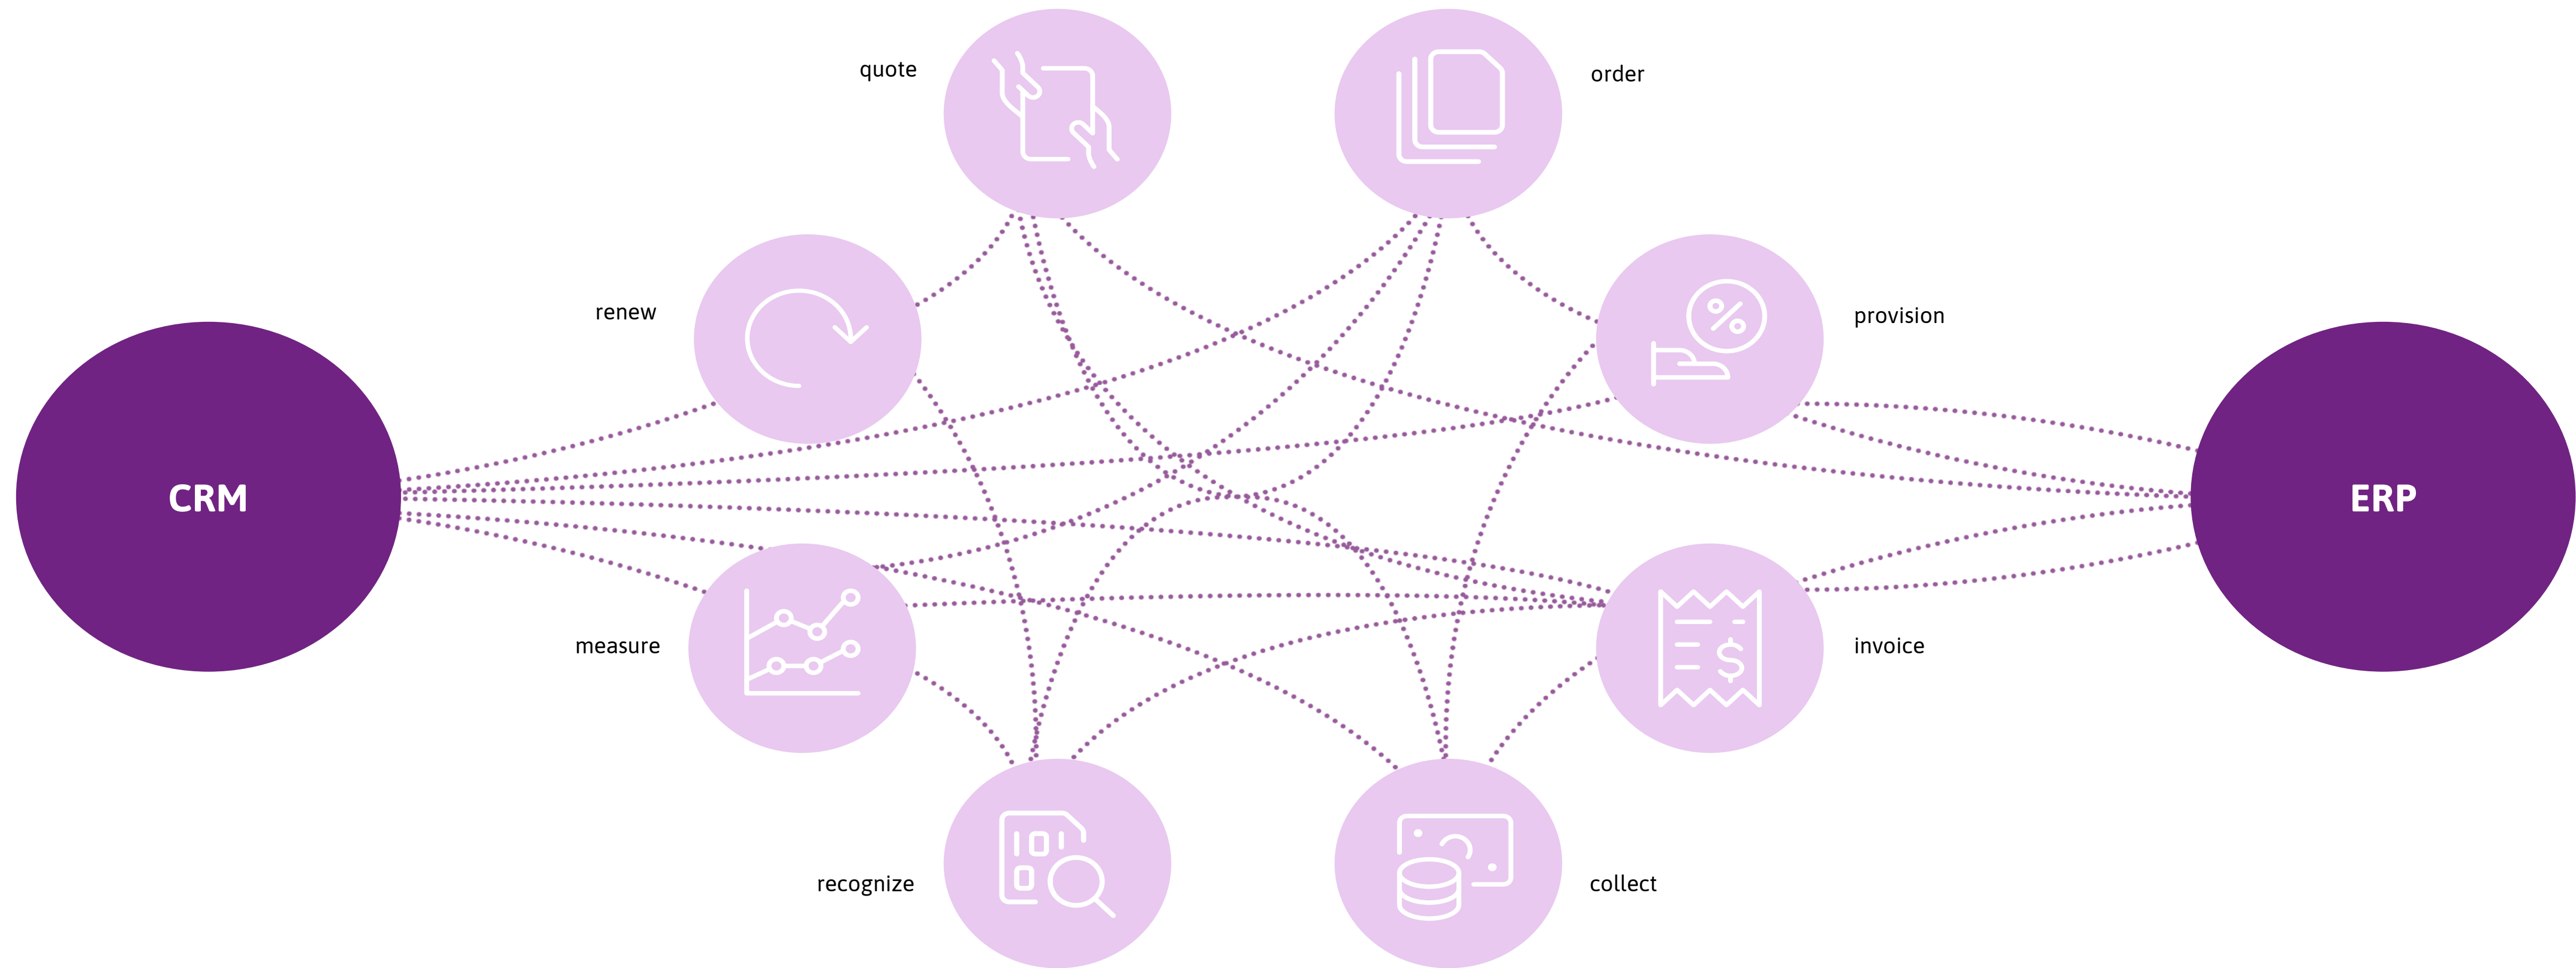 quote
order
renew
provision
CRM
ERP
measure
invoice
recognize
collect